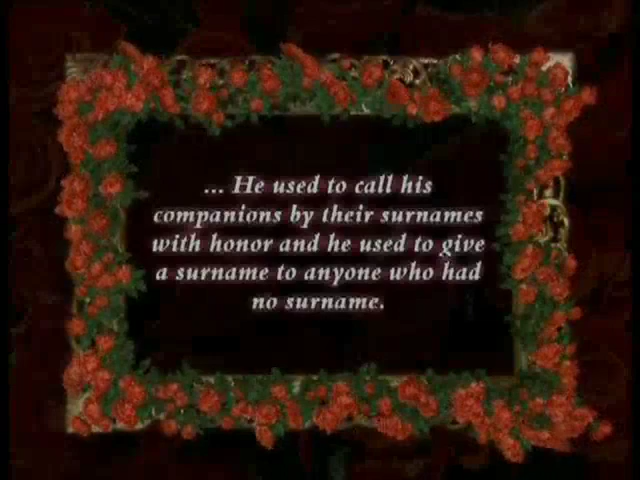 ... He used to call his
companions by their surnames
with honor and he used to give
a surname to anyone who had
no surname.